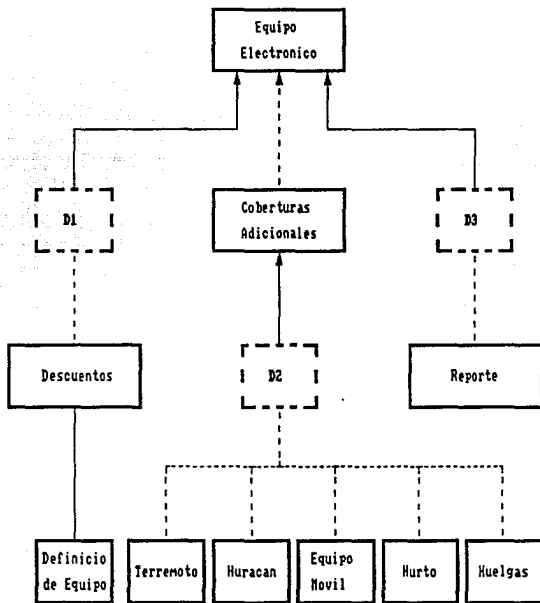 Equipo
Electronico
D1
Coberturas
Adicionales
D3
Descuentos
D2
Reporte
Definicio
de Equipo
Terremoto
Huracan
Equipo
Movil
Hurto
Huelgas